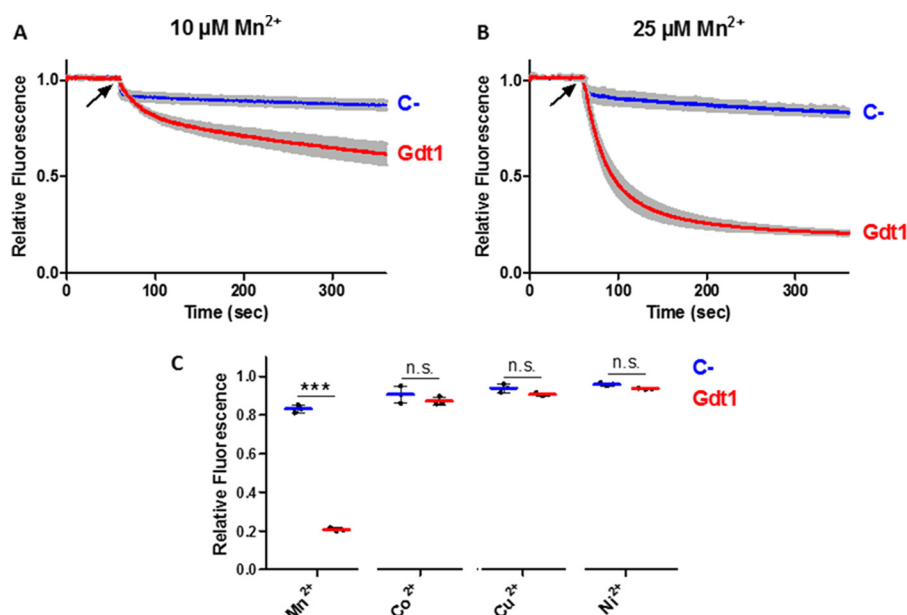 A
10 µM Mn²⁺
Relative Fluorescence
1.0
0.5
0.0
0
100
200
300
Time (sec)
C-
Gdt1
B
25 µM Mn²⁺
Relative Fluorescence
1.0
0.5
0.0
0
100
200
300
Time (sec)
C-
Gdt1
C
Relative Fluorescence
1.0
0.8
0.6
0.4
0.2
0.0
***
n.s.
n.s.
n.s.
C-
Gdt1
Mn²⁺
Co²⁺
Cu²⁺
Ni²⁺